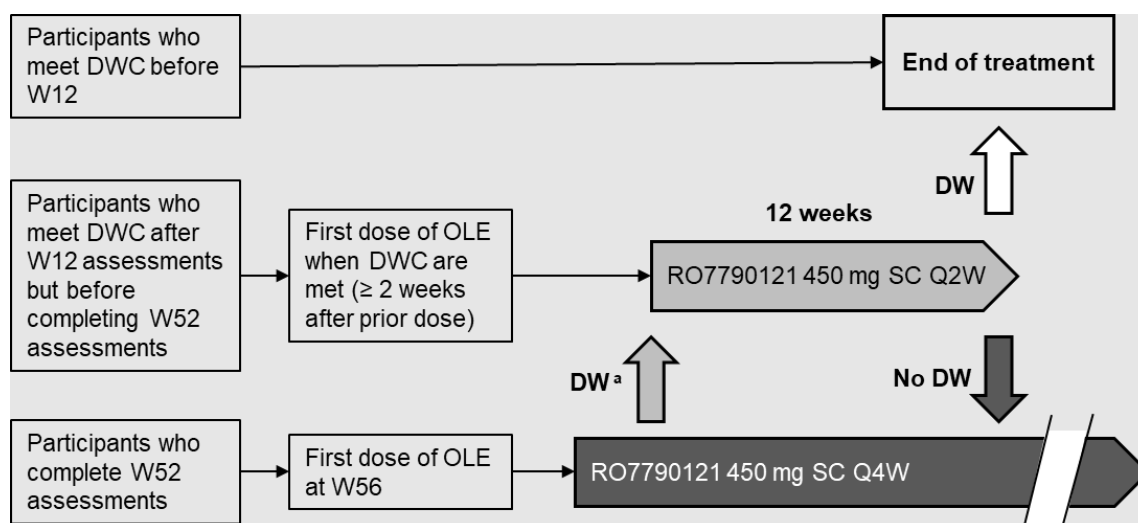 Participants who
meet DWC before
W12
End of treatment
DW
Participants who
meet DWC after
W12 assessments
but before
completing W52
assessments
First dose of OLE
when DWC are
met (≥ 2 weeks
after prior dose)
12 weeks
RO7790121 450 mg SC Q2W
DW a
No DW
Participants who
complete W52
assessments
First dose of OLE
at W56
RO7790121 450 mg SC Q4W